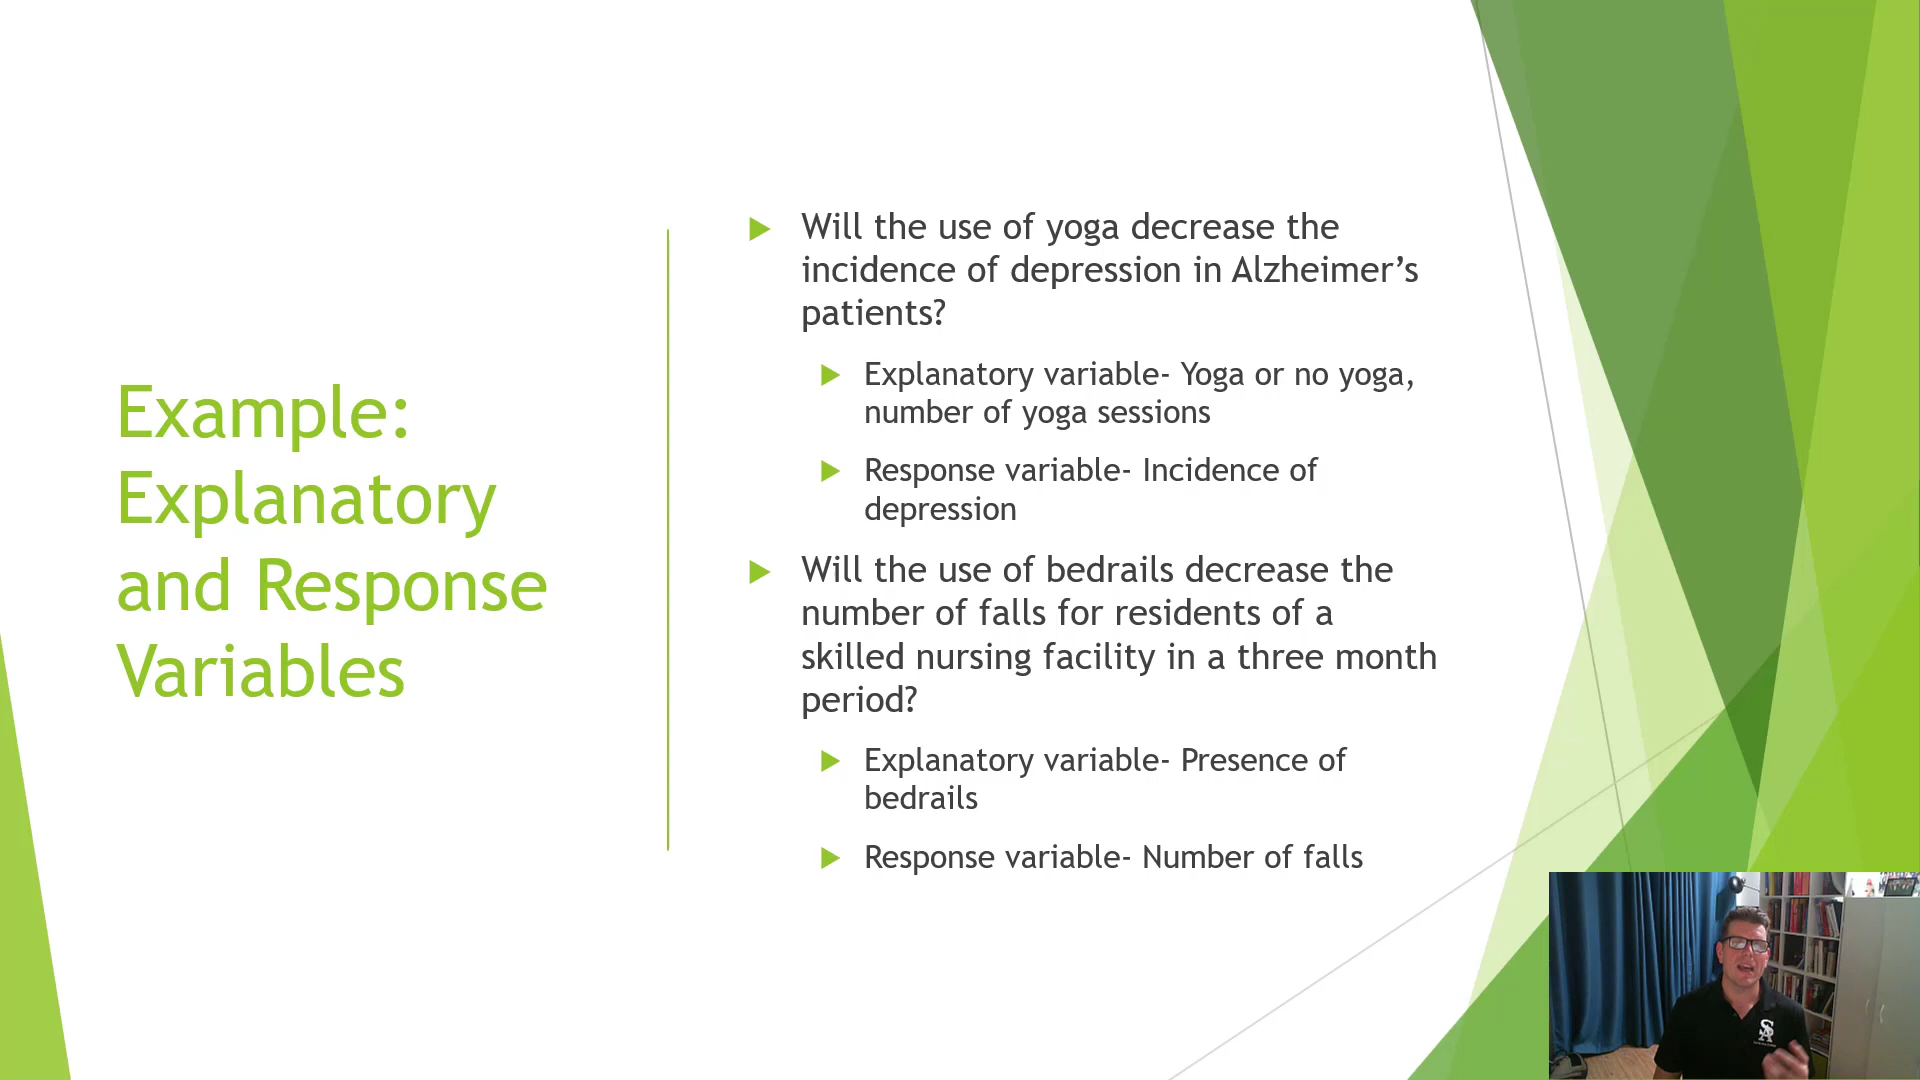 Example:
Explanatory
and Response
Variables
Will the use of yoga decrease the
incidence of depression in Alzheimer’s
patients?
Explanatory variable- Yoga or no yoga,
number of yoga sessions
Response variable- Incidence of
depression
Will the use of bedrails decrease the
number of falls for residents of a
skilled nursing facility in a three month
period?
Explanatory variable- Presence of
bedrails
Response variable- Number of falls